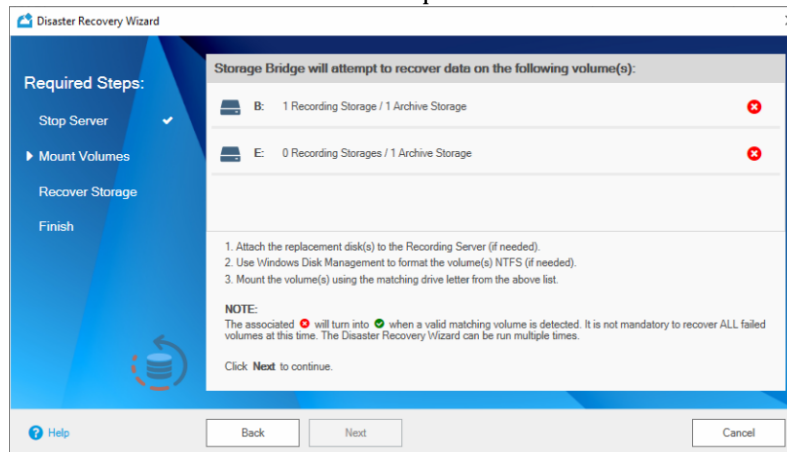 Disaster Recovery Wizard
Required Steps:
Stop Server
Mount Volumes
Recover Storage
Finish
Storage Bridge will attempt to recover data on the following volume(s):
B: 1 Recording Storage / 1 Archive Storage
E: 0 Recording Storages / 1 Archive Storage
1. Attach the replacement disk(s) to the Recording Server (if needed).
2. Use Windows Disk Management to format the volume(s) NTFS (if needed).
3. Mount the volume(s) using the matching drive letter from the above list.
NOTE:
The associated will turn into when a valid matching volume is detected. It is not mandatory to recover ALL failed
volumes at this time. The Disaster Recovery Wizard can be run multiple times.
Click Next to continue.
Help
Back
Next
Cancel